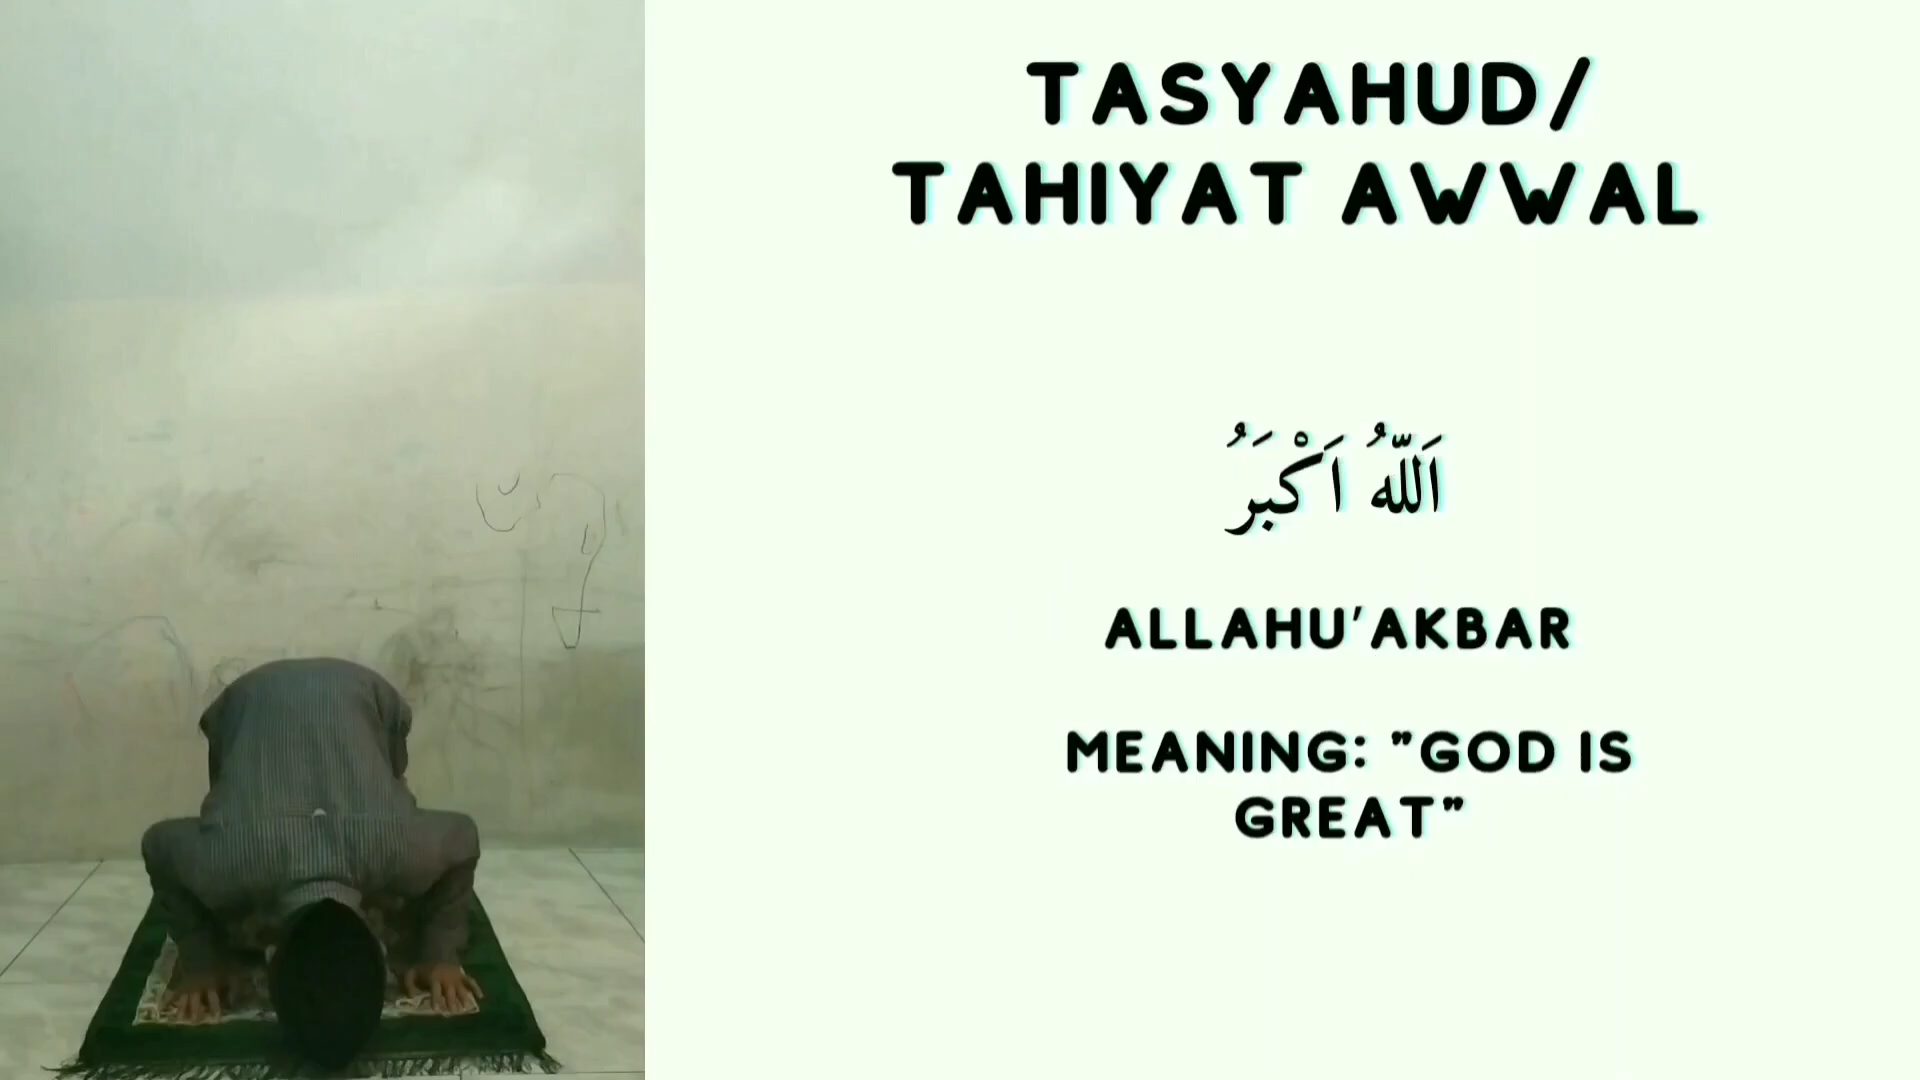 TASYAHUD/
TAHIYAT AWWAL
اَللّهُ اَكْبَرُ
ALLAHU'AKBAR
MEANING: "GOD IS
GREAT"